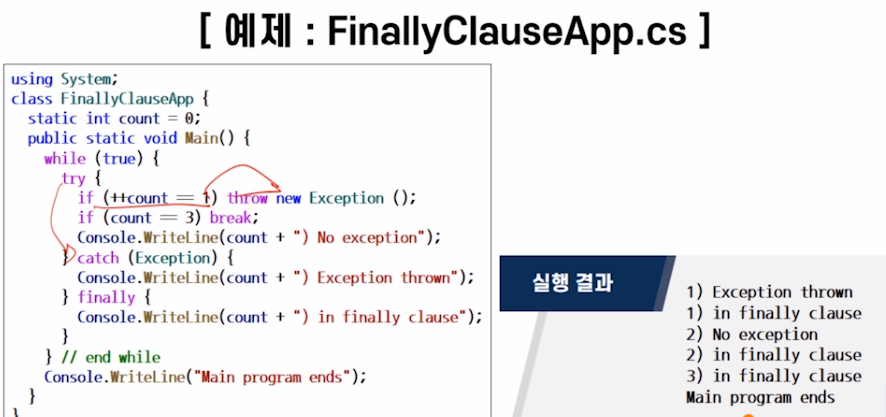 [ 예제 : FinallyClauseApp.cs ]
using System;
class FinallyClauseApp {
static int count = 0;
public static void Main() {
while (true) {
try {
if (++count == 1) throw new Exception ();
if (count == 3) break;
Console.WriteLine(count + ") No exception");
} catch (Exception) {
Console.WriteLine(count + ") Exception thrown");
} finally {
Console.WriteLine(count + ") in finally clause");
}
} // end while
Console.WriteLine("Main program ends");
}
}
실행 결과
1) Exception thrown
1) in finally clause
2) No exception
2) in finally clause
3) in finally clause
Main program ends